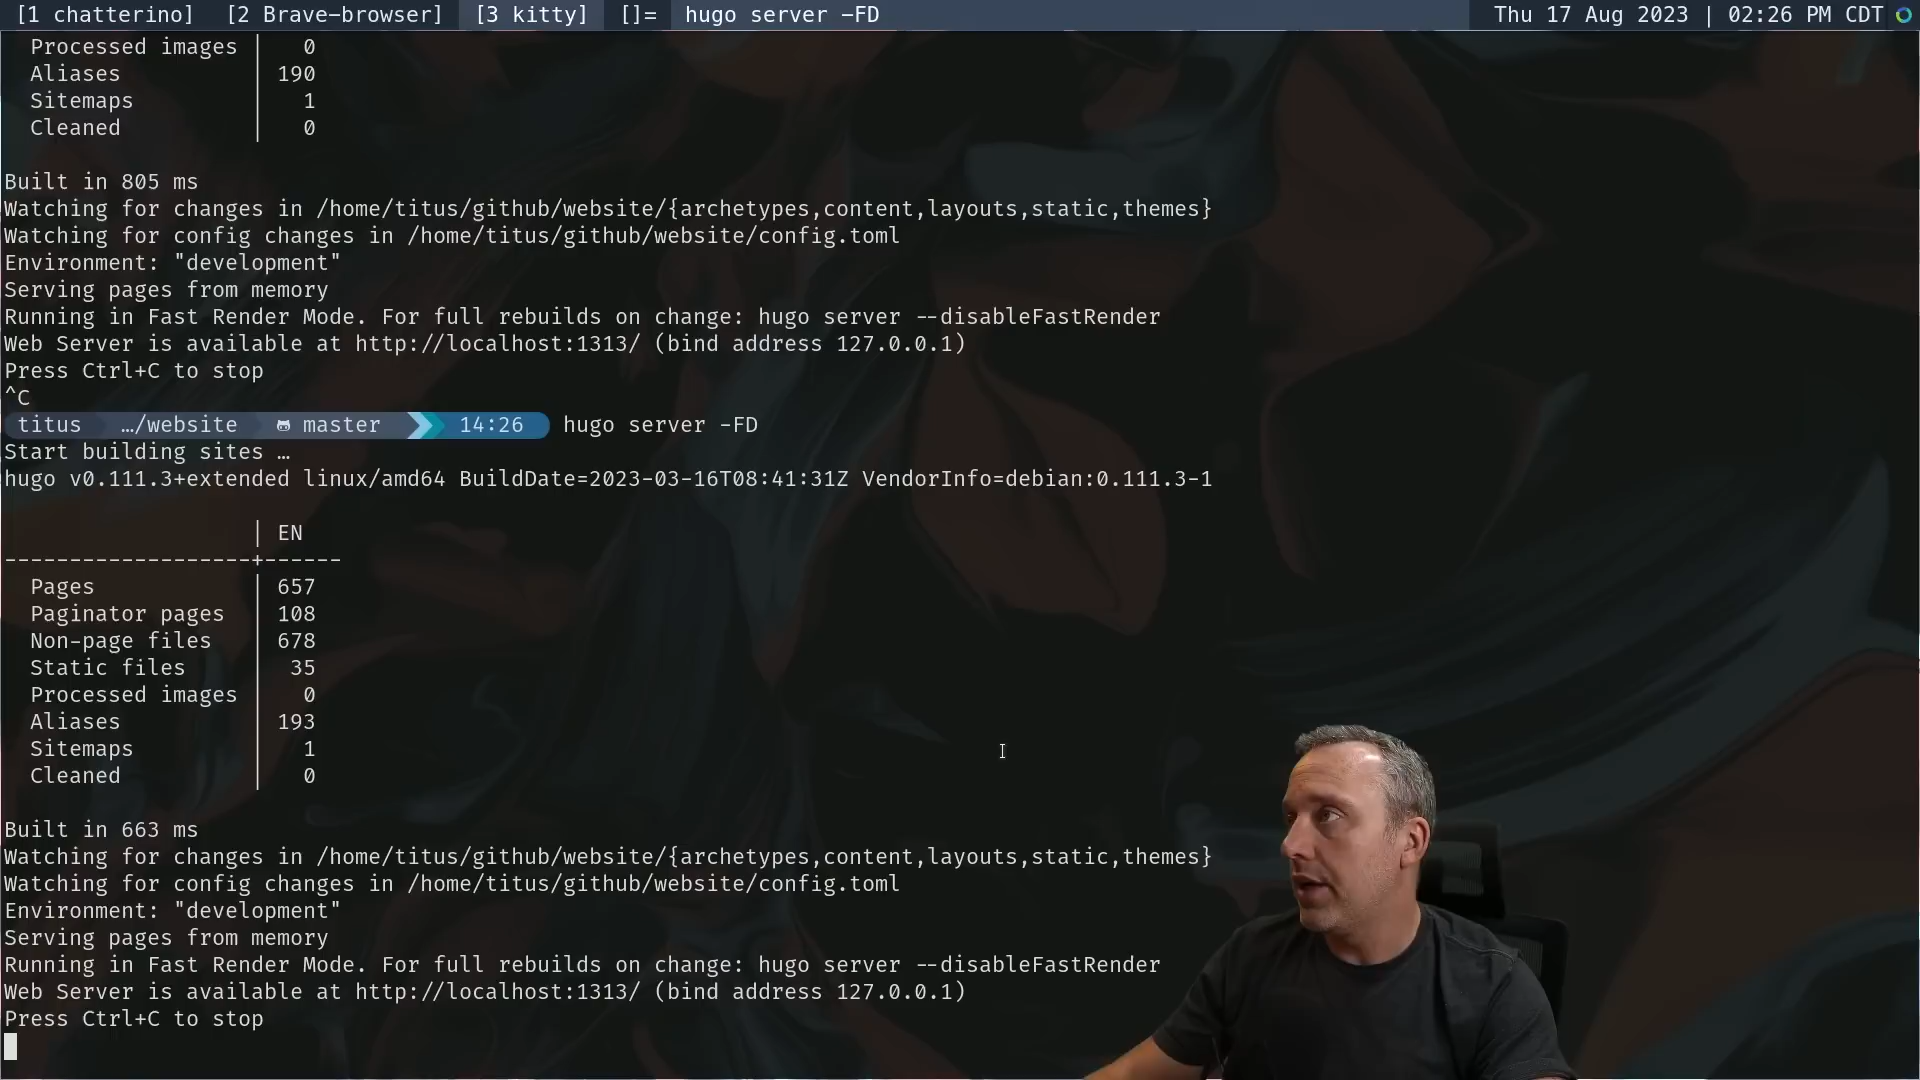 [1 chatterino] [2 Brave-browser] [3 kitty] []= hugo server -FD Thu 17 Aug 2023 | 02:26 PM CDT
Processed images | 0
Aliases | 190
Sitemaps | 1
Cleaned | 0
Built in 805 ms
Watching for changes in /home/titus/github/website/{archetypes,content,layouts,static,themes}
Watching for config changes in /home/titus/github/website/config.toml
Environment: "development"
Serving pages from memory
Running in Fast Render Mode. For full rebuilds on change: hugo server --disableFastRender
Web Server is available at http://localhost:1313/ (bind address 127.0.0.1)
Press Ctrl+C to stop
^C
titus …/website master 14:26 hugo server -FD
Start building sites …
hugo v0.111.3+extended linux/amd64 BuildDate=2023-03-16T08:41:31Z VendorInfo=debian:0.111.3-1
| EN
-------------------+------
Pages | 657
Paginator pages | 108
Non-page files | 678
Static files | 35
Processed images | 0
Aliases | 193
Sitemaps | 1
Cleaned | 0
Built in 663 ms
Watching for changes in /home/titus/github/website/{archetypes,content,layouts,static,themes}
Watching for config changes in /home/titus/github/website/config.toml
Environment: "development"
Serving pages from memory
Running in Fast Render Mode. For full rebuilds on change: hugo server --disableFastRender
Web Server is available at http://localhost:1313/ (bind address 127.0.0.1)
Press Ctrl+C to stop